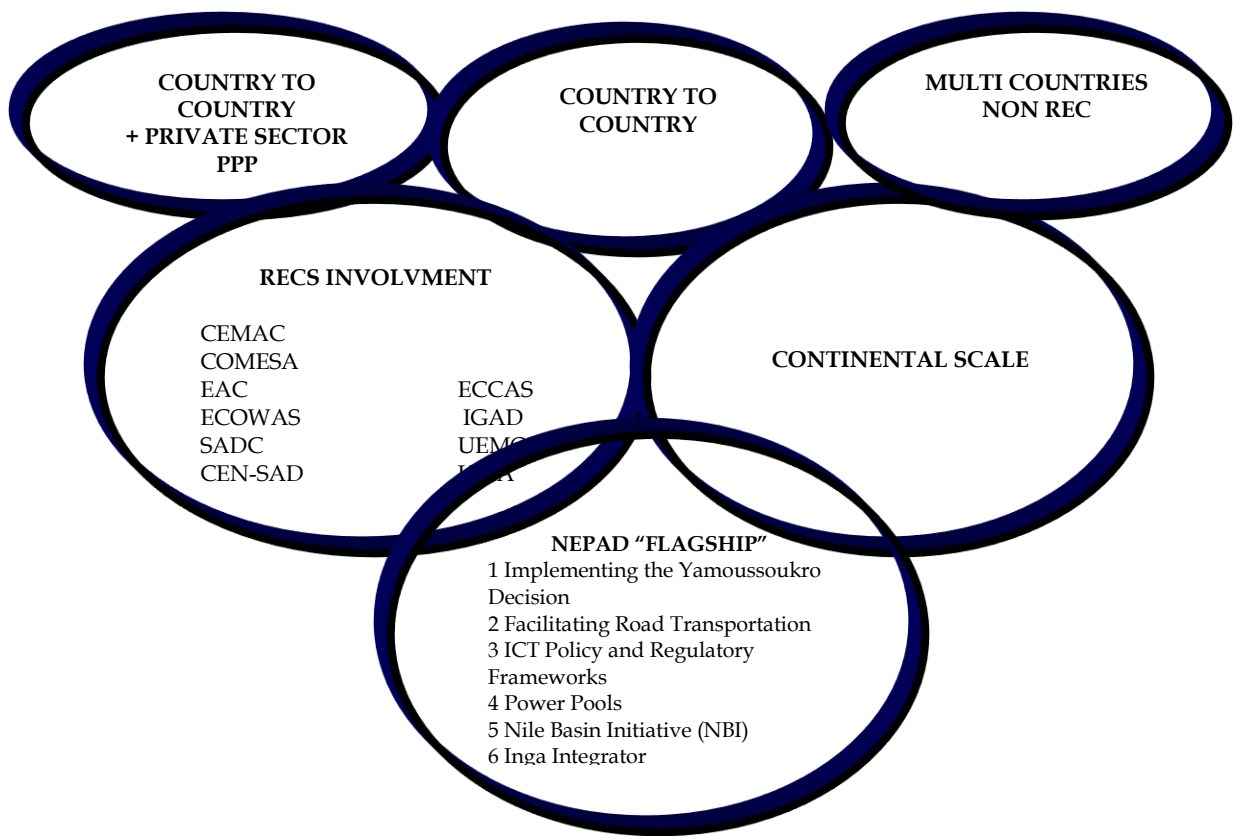 COUNTRY TO
COUNTRY
+ PRIVATE SECTOR
PPP
COUNTRY TO
COUNTRY
MULTI COUNTRIES
NON REC
RECS INVOLVMENT
CEMAC
COMESA
EAC
ECOWAS
SADC
CEN-SAD
ECCAS
IGAD
CONTINENTAL SCALE
NEPAD “FLAGSHIP”
1 Implementing the Yamoussoukro
Decision
2 Facilitating Road Transportation
3 ICT Policy and Regulatory
Frameworks
4 Power Pools
5 Nile Basin Initiative (NBI)
6 Inga Integrator